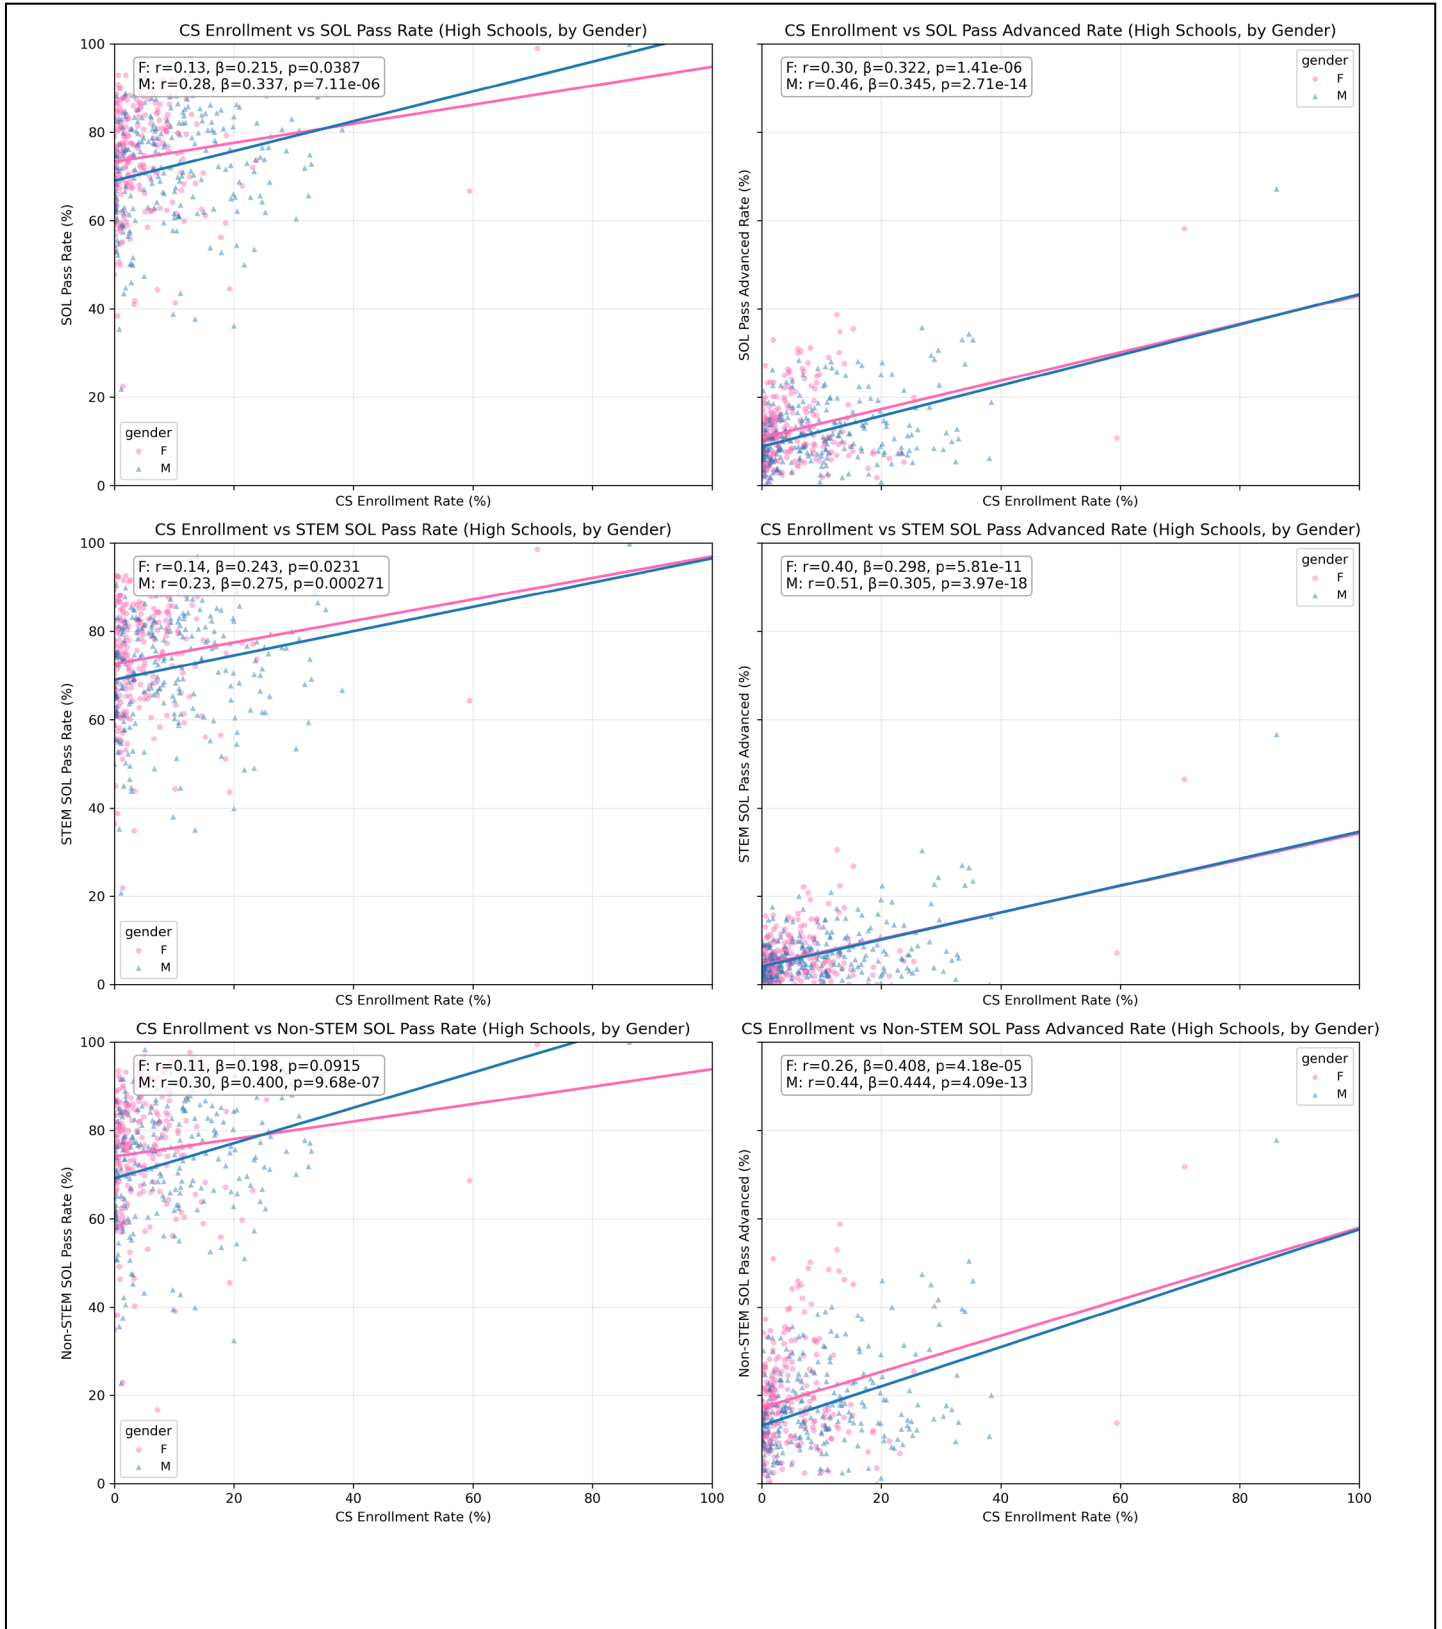 CS Enrollment vs SOL Pass Rate (High Schools, by Gender)
F: r=0.13, β=0.215, p=0.0387
M: r=0.28, β=0.337, p=7.11e-06
100
80
60
40
20
0
SOL Pass Rate (%)
gender
F
M
CS Enrollment Rate (%)
CS Enrollment vs SOL Pass Advanced Rate (High Schools, by Gender)
F: r=0.30, β=0.322, p=1.41e-06
M: r=0.46, β=0.345, p=2.71e-14
gender
F
M
SOL Pass Advanced Rate (%)
CS Enrollment Rate (%)
CS Enrollment vs STEM SOL Pass Rate (High Schools, by Gender)
F: r=0.14, β=0.243, p=0.0231
M: r=0.23, β=0.275, p=0.000271
100
80
60
40
20
0
STEM SOL Pass Rate (%)
gender
F
M
CS Enrollment Rate (%)
CS Enrollment vs STEM SOL Pass Advanced Rate (High Schools, by Gender)
F: r=0.40, β=0.298, p=5.81e-11
M: r=0.51, β=0.305, p=3.97e-18
gender
F
M
STEM SOL Pass Advanced (%)
CS Enrollment Rate (%)
CS Enrollment vs Non-STEM SOL Pass Rate (High Schools, by Gender)
F: r=0.11, β=0.198, p=0.0915
M: r=0.30, β=0.400, p=9.68e-07
100
80
60
40
20
0
Non-STEM SOL Pass Rate (%)
gender
F
M
0 20 40 60 80 100
CS Enrollment Rate (%)
CS Enrollment vs Non-STEM SOL Pass Advanced Rate (High Schools, by Gender)
F: r=0.26, β=0.408, p=4.18e-05
M: r=0.44, β=0.444, p=4.09e-13
gender
F
M
Non-STEM SOL Pass Advanced (%)
0 20 40 60 80 100
CS Enrollment Rate (%)